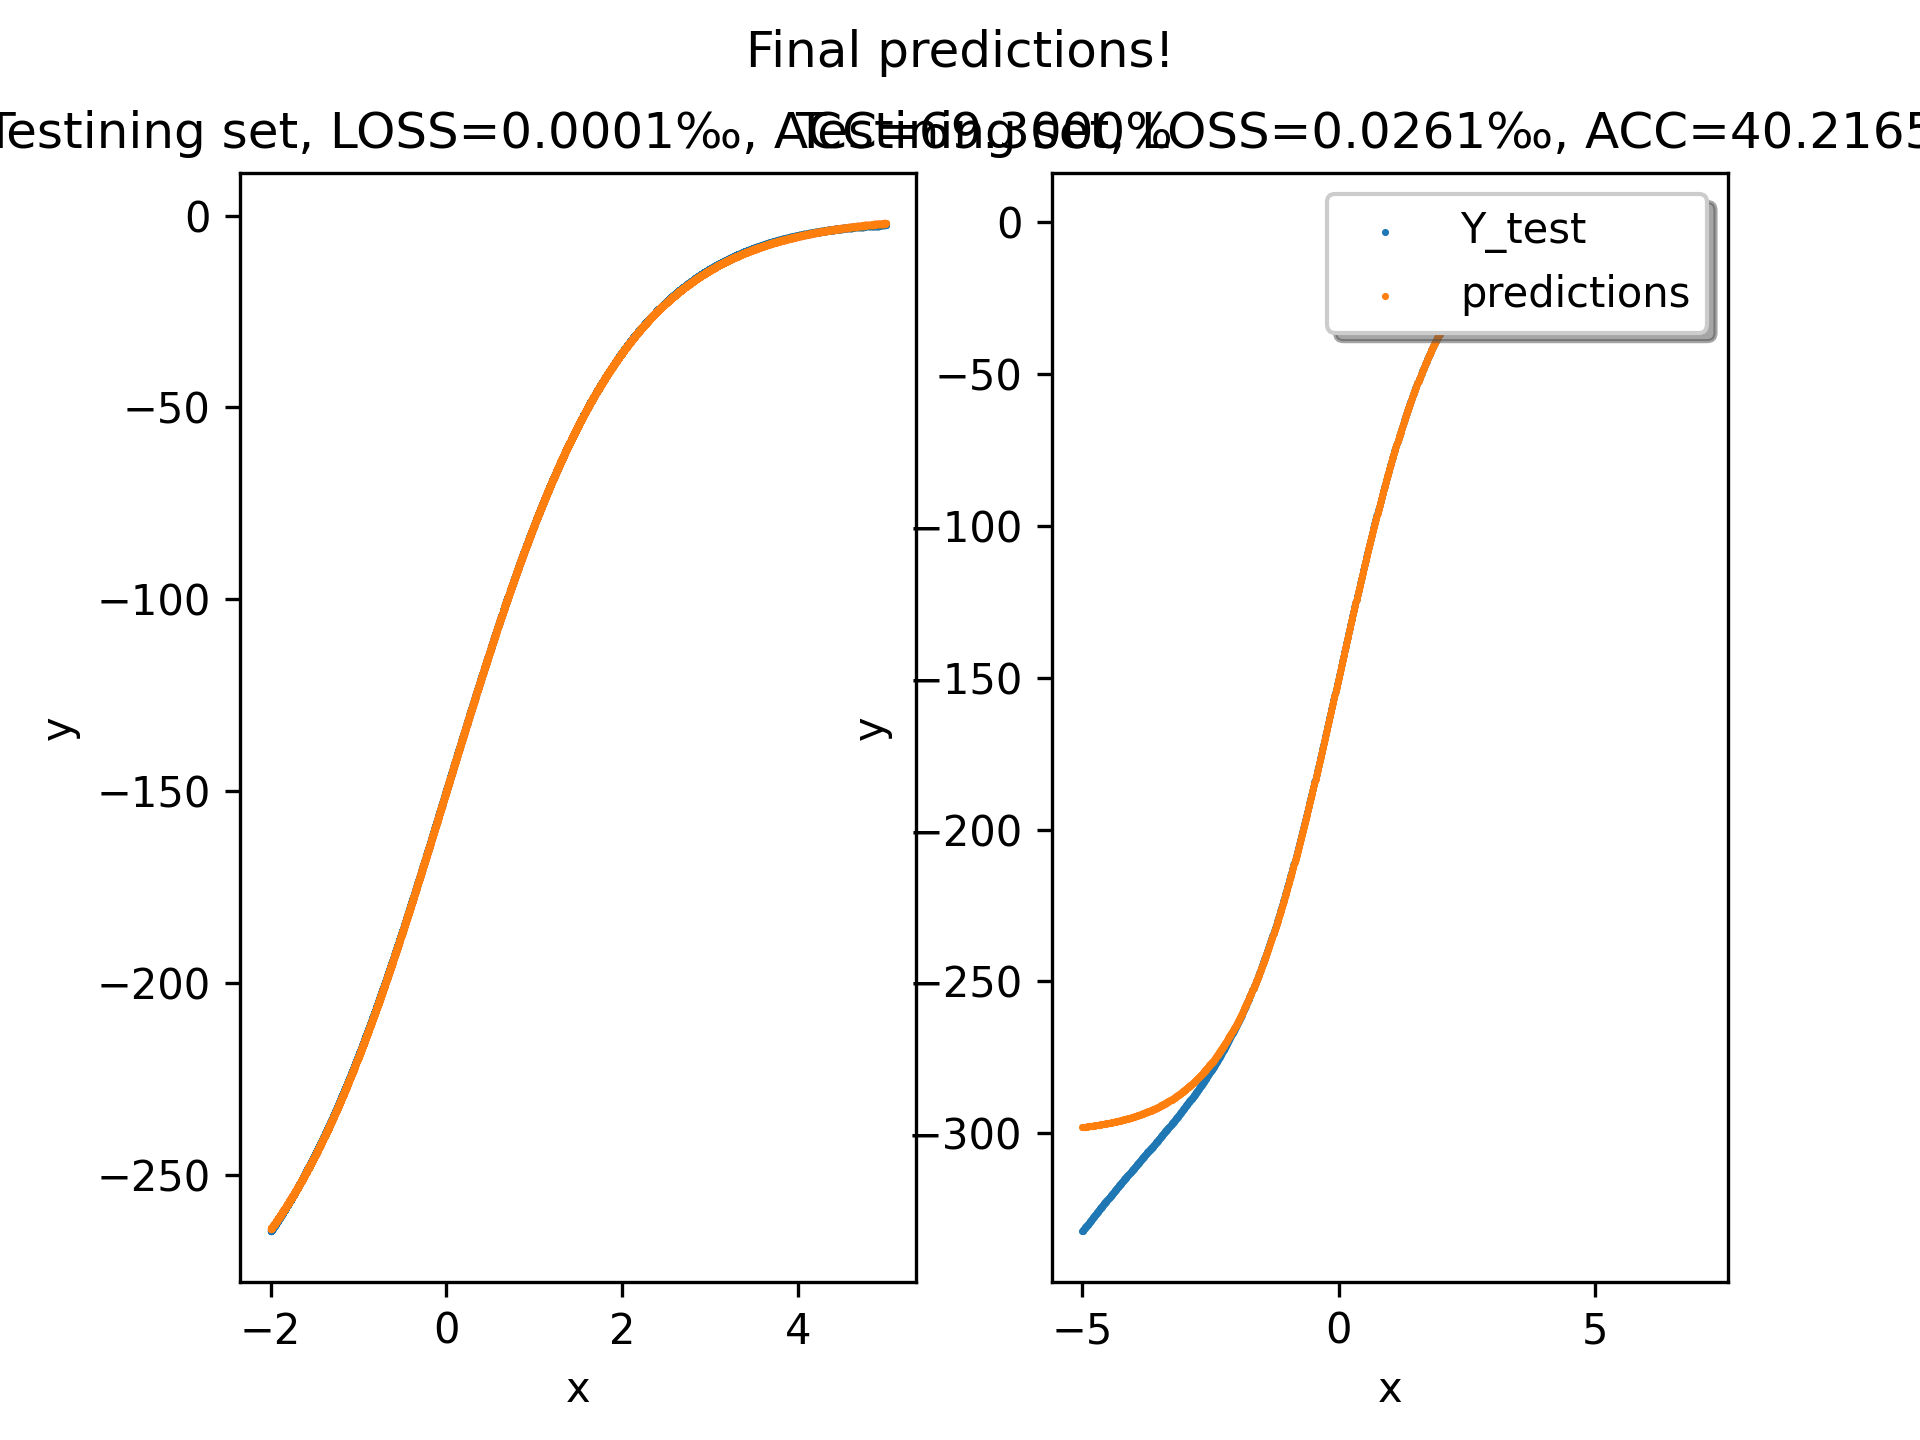 Final predictions!
Testining set, LOSS=0.0001‰, ACC=69.3000%
Testining set, LOSS=0.0261‰, ACC=40.2165
0
−50
−100
−150
−200
−250
y
−2 0 2 4
x
0
−50
−100
−150
−200
−250
−300
y
Y_test
predictions
−5 0 5
x